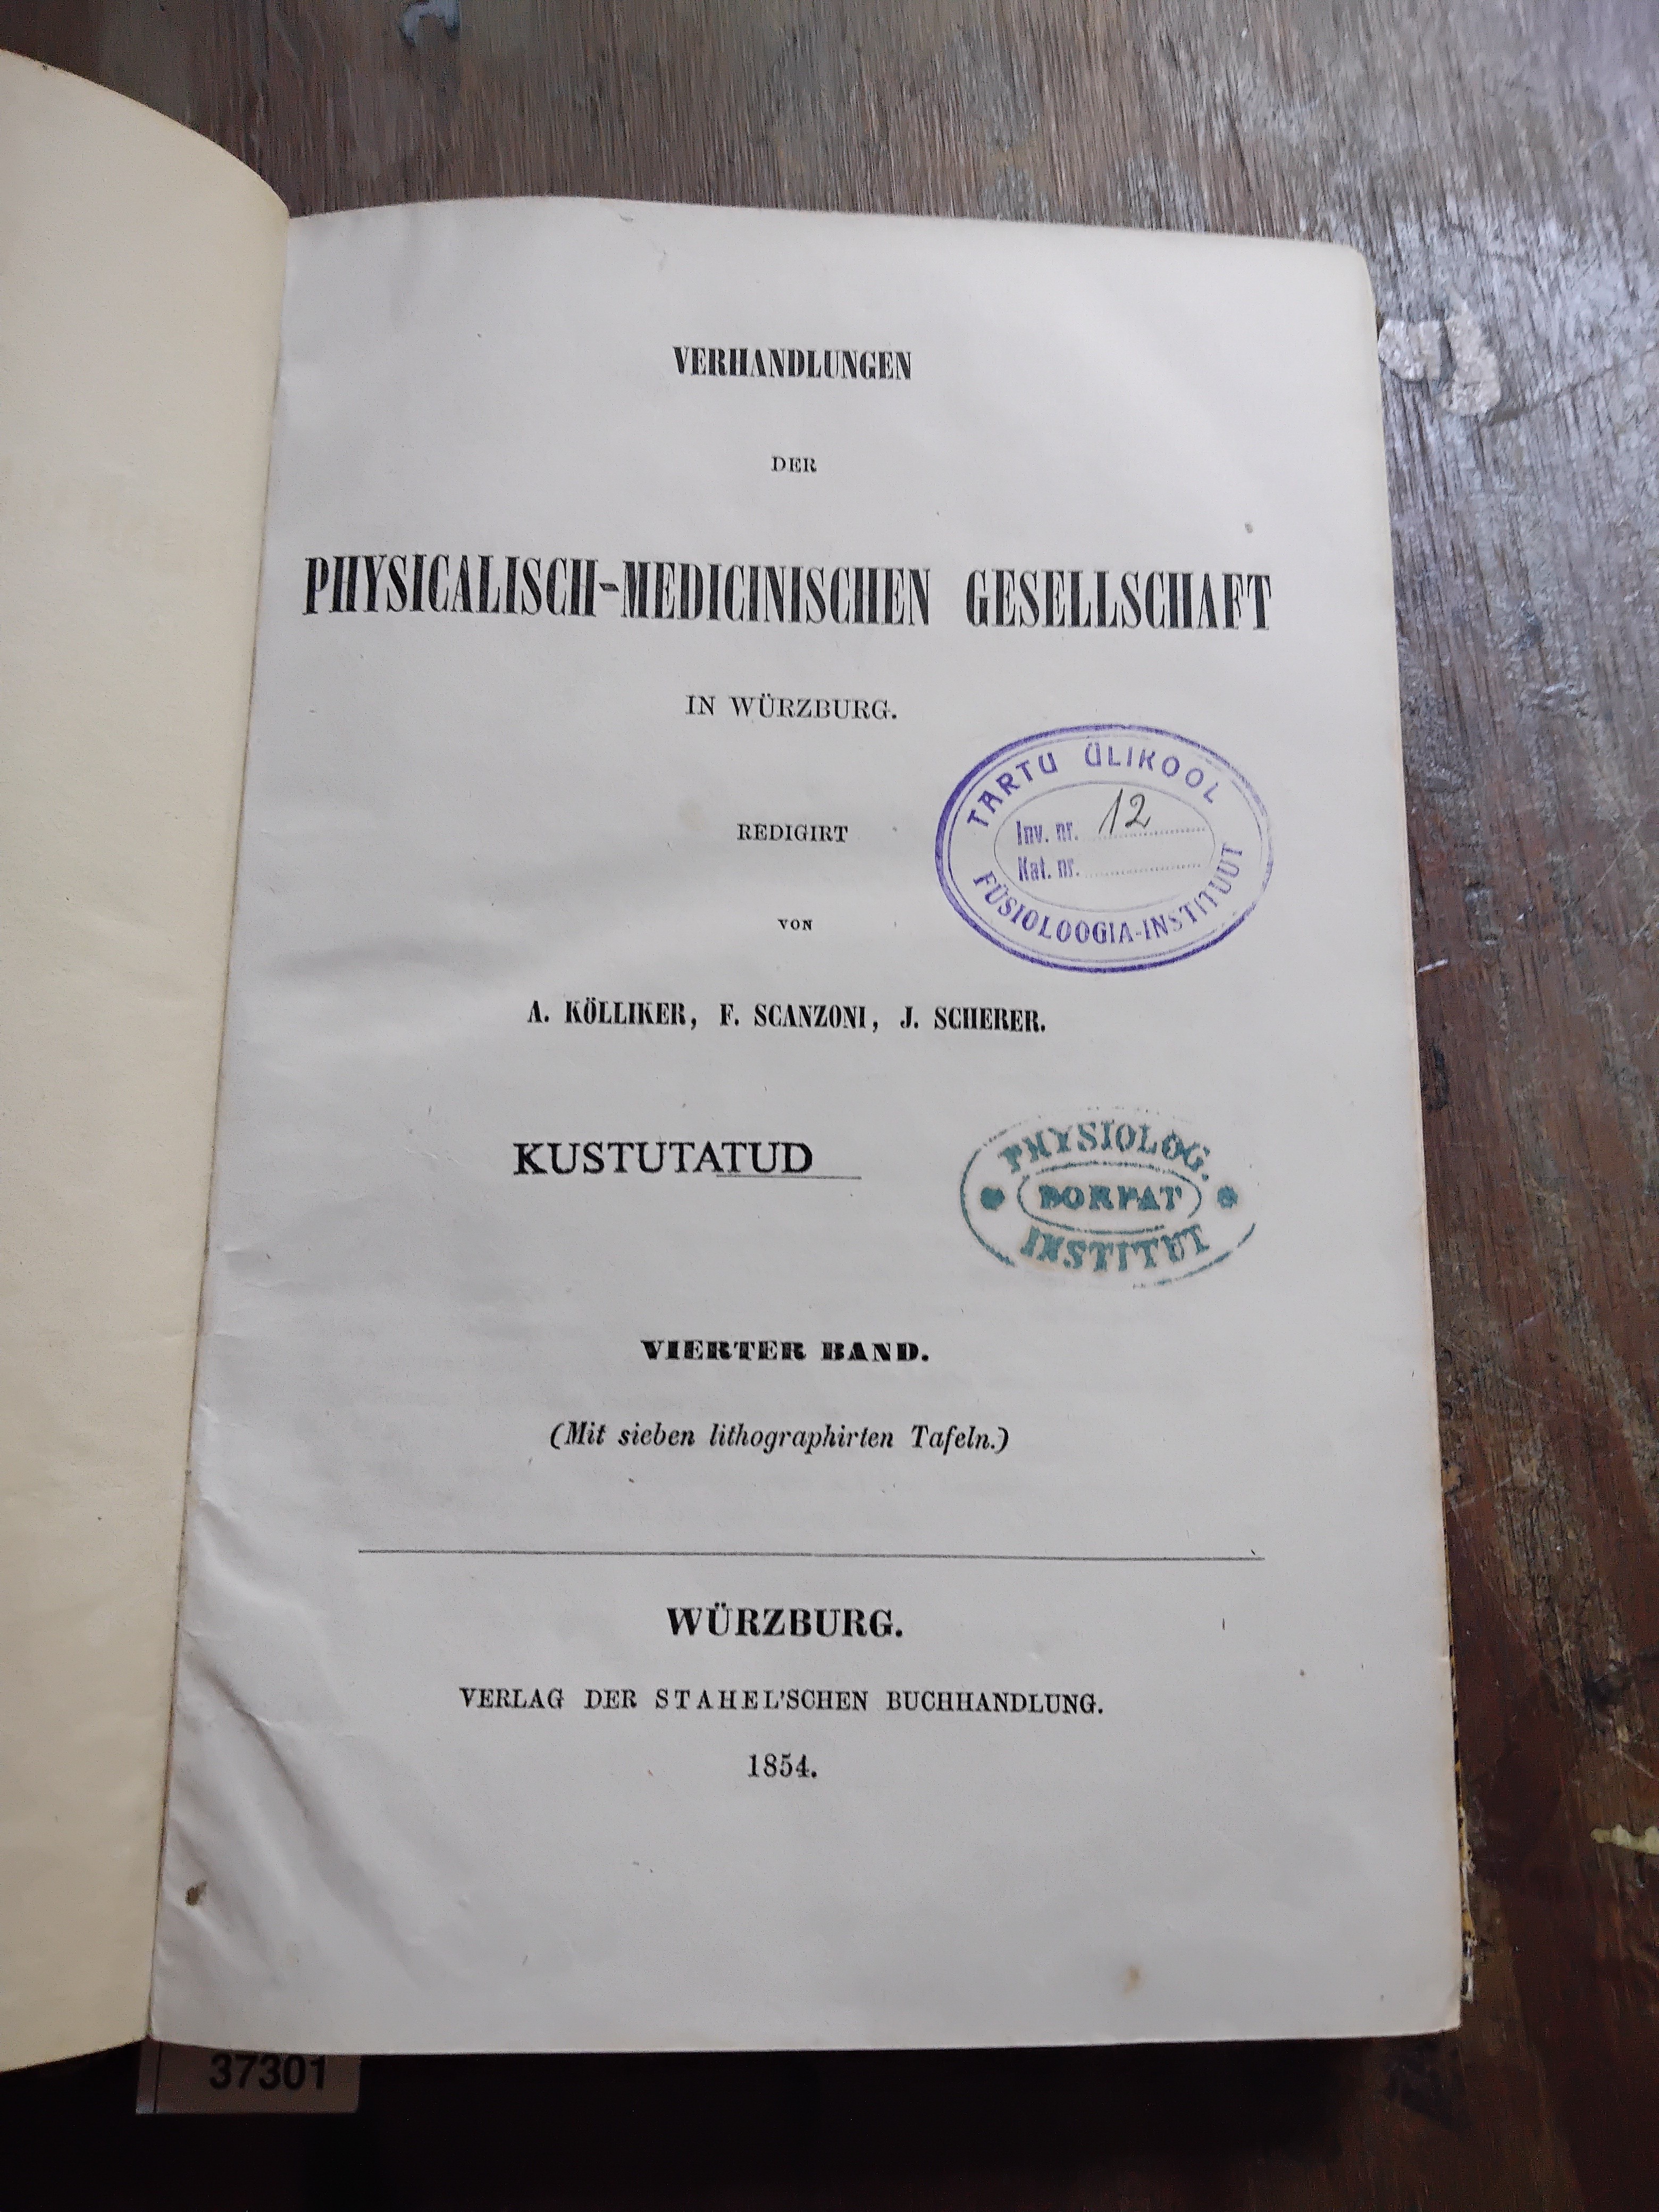 VERHANDLUNGEN
DER
PHYSICALISCH-MEDICINISCHEN GESELLSCHAFT
IN WÜRZBURG.
TARTU ÜLIKOOL
Inv. nr. 12
Kat. nr.
FÜSIOLOOGIA-INSTITUUT
REDIGIRT
VON
A. KÖLLIKER, F. SCANZONI, J. SCHERER.
KUSTUTATUD
PHYSIOLOG.
DORPAT
INSTITUT
VIERTER BAND.
(Mit sieben lithographirten Tafeln.)
WÜRZBURG.
VERLAG DER STAHEL'SCHEN BUCHHANDLUNG.
1854.
37301